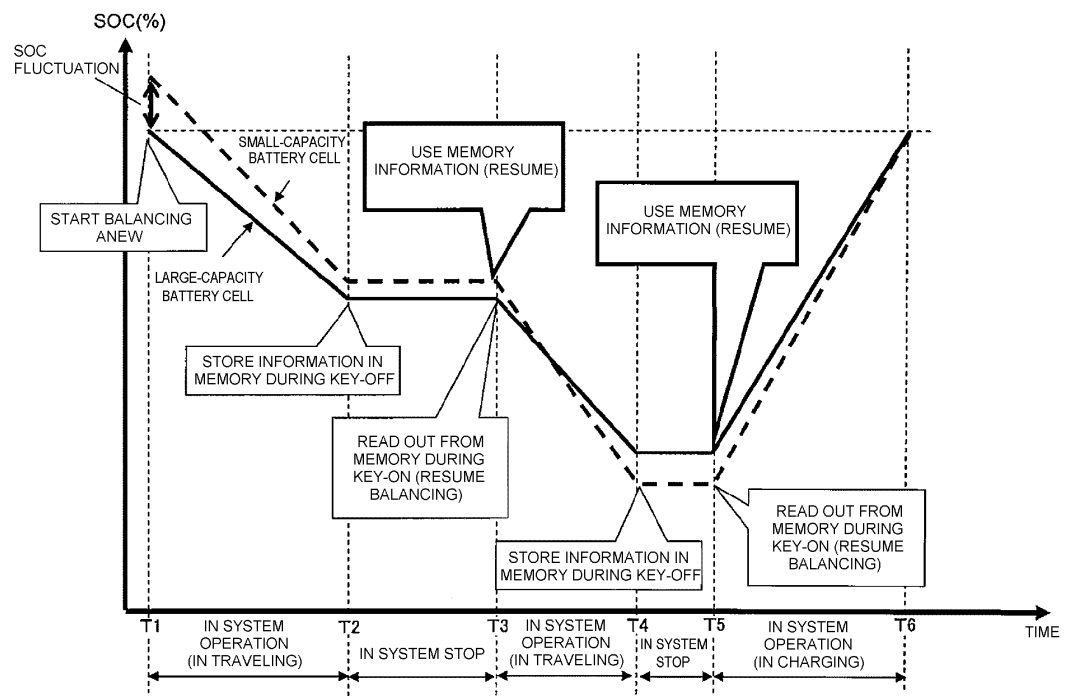 SOC(%)
SOC
FLUCTUATION
SMALL-CAPACITY
BATTERY CELL
USE MEMORY
INFORMATION (RESUME)
USE MEMORY
INFORMATION (RESUME)
START BALANCING
ANEW
LARGE-CAPACITY
BATTERY CELL
STORE INFORMATION IN
MEMORY DURING KEY-OFF
READ OUT FROM
MEMORY DURING
KEY-ON (RESUME
BALANCING)
STORE INFORMATION IN
MEMORY DURING KEY-OFF
READ OUT FROM
MEMORY DURING
KEY-ON (RESUME
BALANCING)
T1
T2
T3
T4
T5
T6
TIME
IN SYSTEM
OPERATION
(IN TRAVELING)
IN SYSTEM STOP
IN SYSTEM
OPERATION
(IN TRAVELING)
IN SYSTEM
STOP
IN SYSTEM
OPERATION
(IN CHARGING)